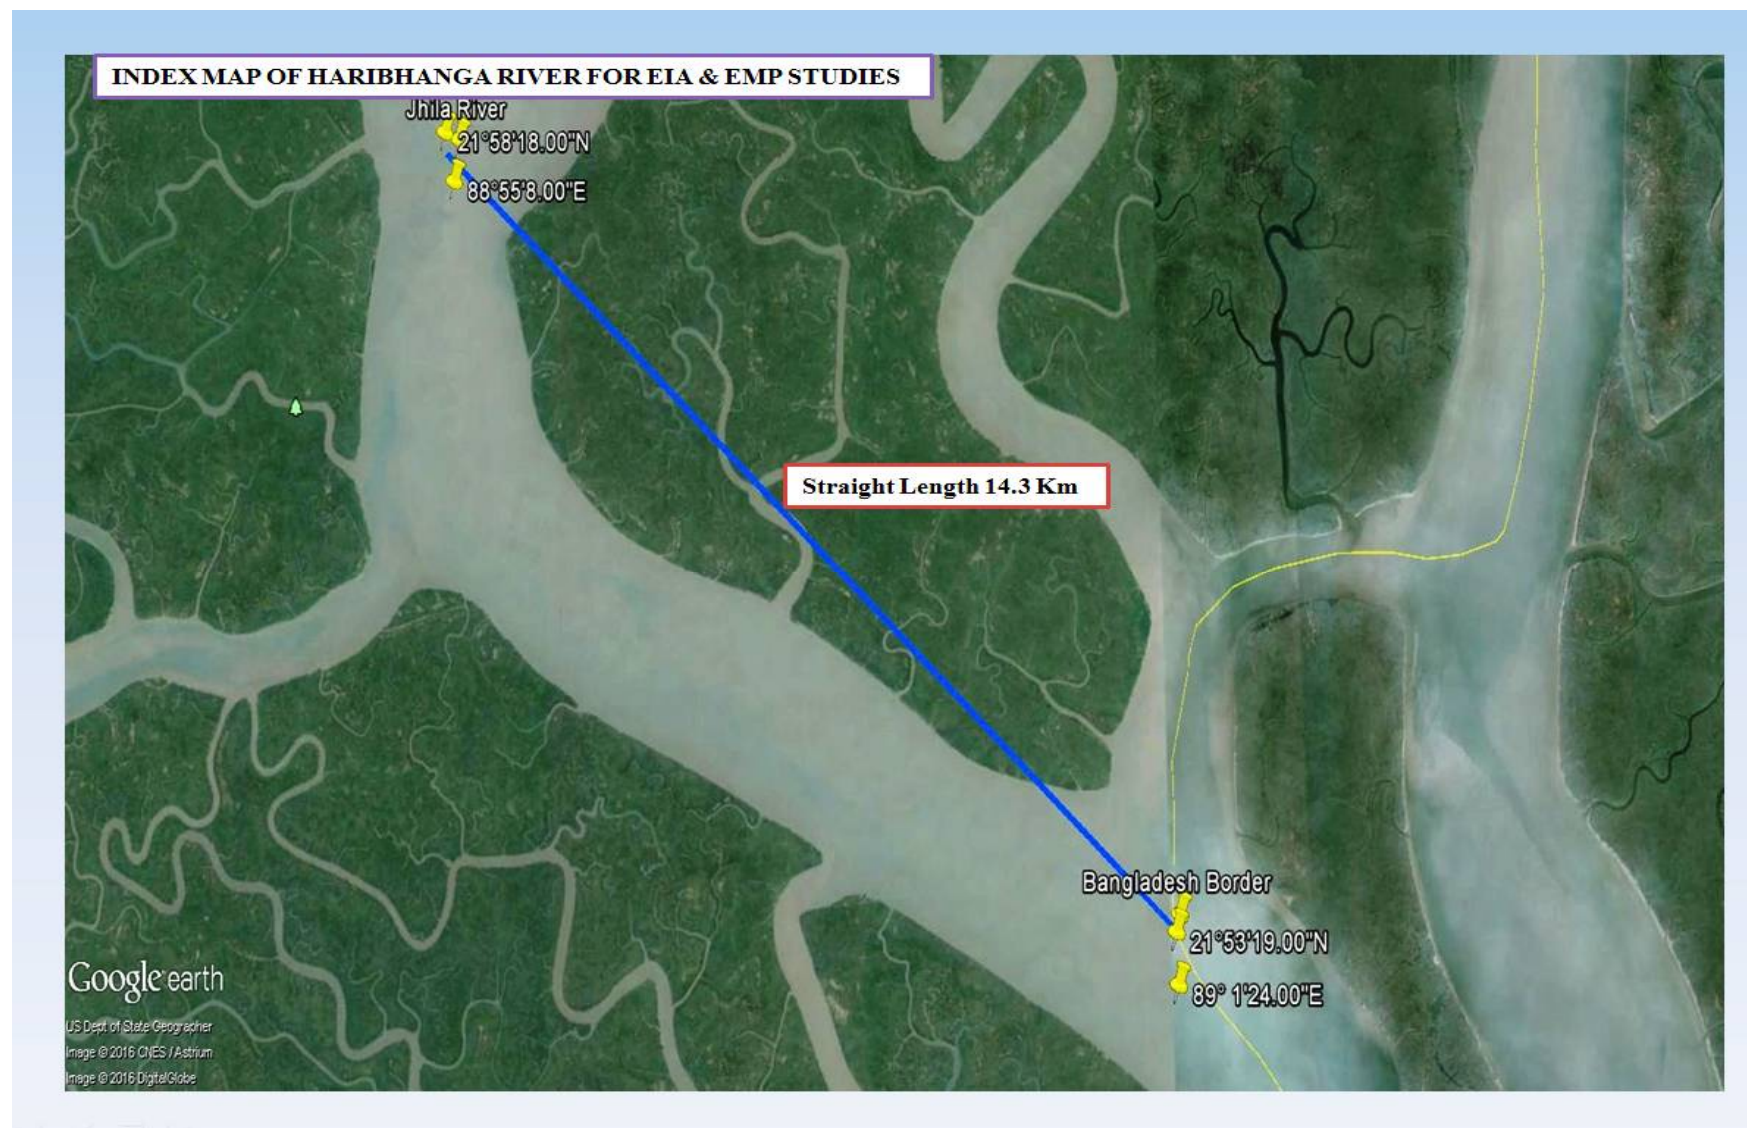 INDEX MAP OF HARIBHANGA RIVER FOR EIA & EMP STUDIES
Jhila River
21°58'18.00"N
88°55'8.00"E
Straight Length 14.3 Km
Bangladesh Border
21°53'19.00"N
89° 1'24.00"E
Google earth
US Dept of State Geographer
Image © 2016 CNES / Astrium
Image © 2016 DigitalGlobe